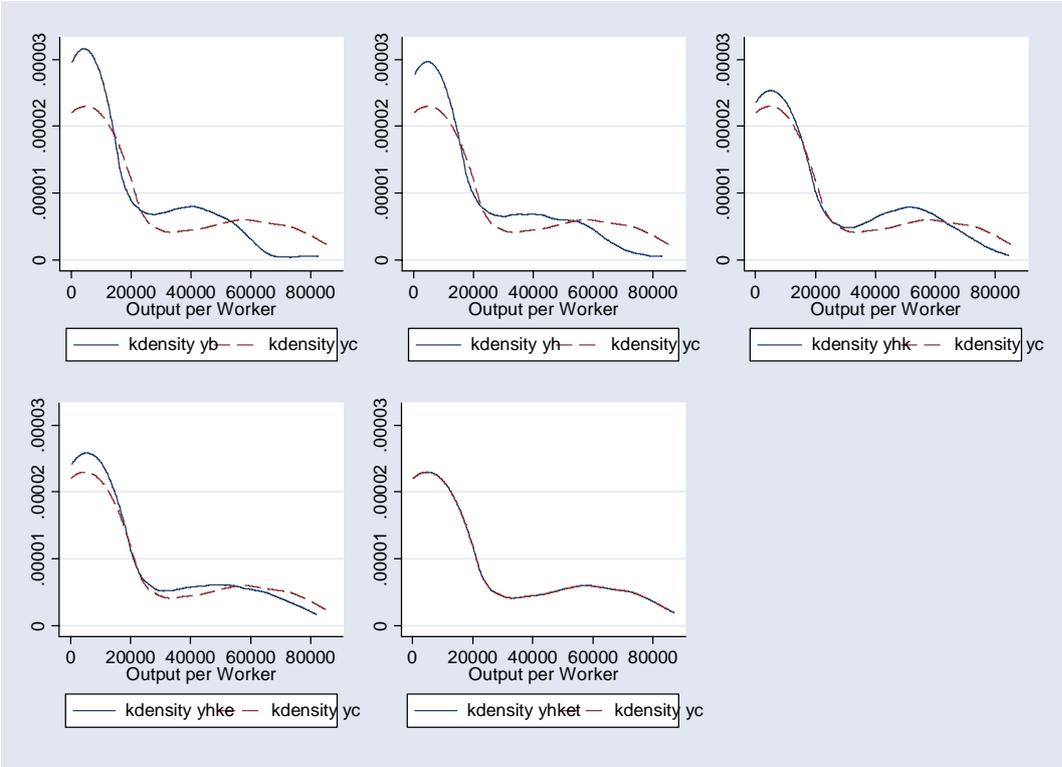 .00003
.00002
.00001
0
0 20000 40000 60000 80000
Output per Worker
kdensity yb kdensity yc
.00003
.00002
.00001
0
0 20000 40000 60000 80000
Output per Worker
kdensity yh kdensity yc
.00003
.00002
.00001
0
0 20000 40000 60000 80000
Output per Worker
kdensity yhk kdensity yc
.00003
.00002
.00001
0
0 20000 40000 60000 80000
Output per Worker
kdensity yhke kdensity yc
.00003
.00002
.00001
0
0 20000 40000 60000 80000
Output per Worker
kdensity yhket kdensity yc